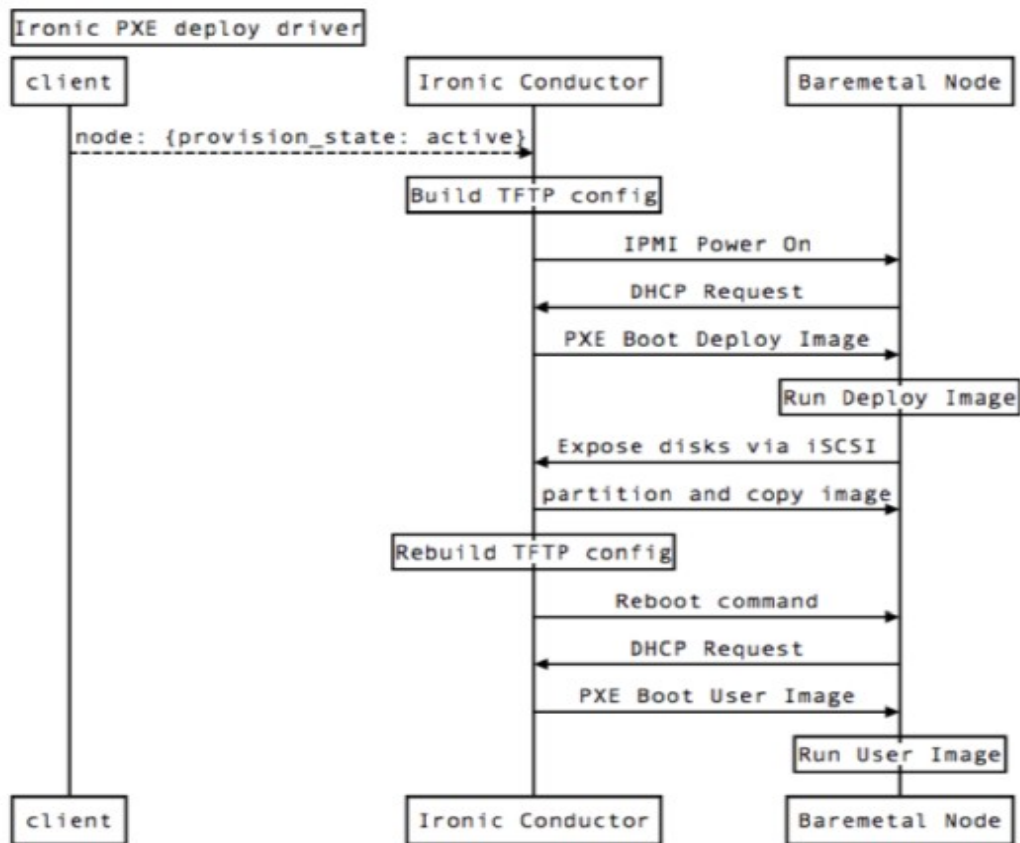 Ironic PXE deploy driver
client
Ironic Conductor
Baremetal Node
node: {provision_state: active}
Build TFTP config
IPMI Power On
DHCP Request
PXE Boot Deploy Image
Run Deploy Image
Expose disks via iSCSI
partition and copy image
Rebuild TFTP config
Reboot command
DHCP Request
PXE Boot User Image
Run User Image
client
Ironic Conductor
Baremetal Node